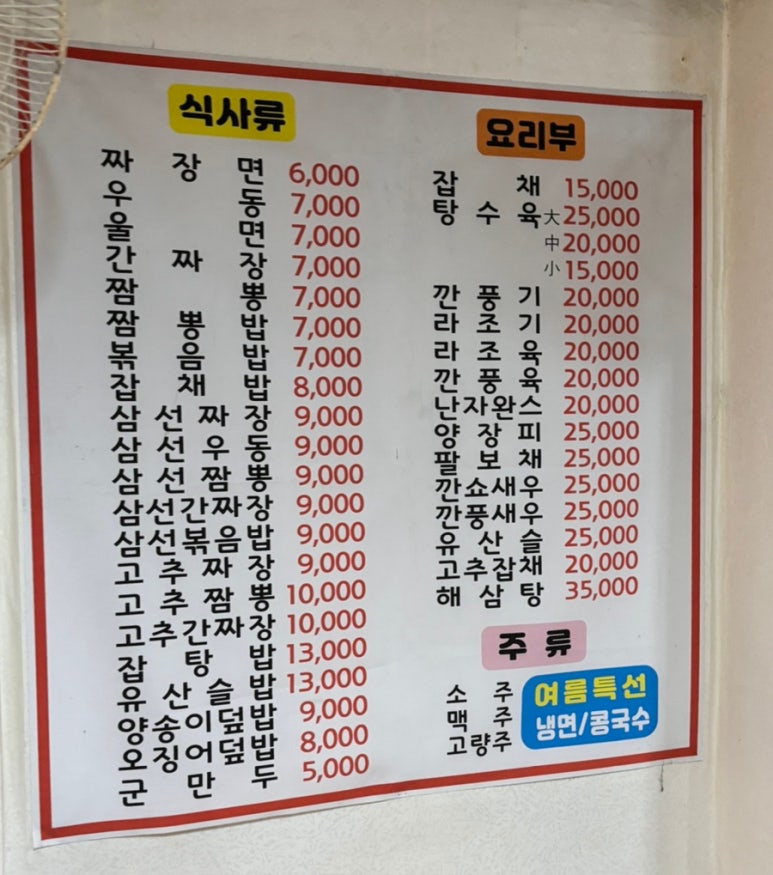 식사류
짜장면 6,000
우동 7,000
울면 7,000
간짜장 7,000
짬뽕 7,000
짬뽕밥 7,000
볶음밥 7,000
잡채밥 8,000
삼선짜장 9,000
삼선우동 9,000
삼선짬뽕 9,000
삼선간짜장 9,000
삼선볶음밥 9,000
고추짜장 9,000
고추짬뽕 10,000
고추간짜장 10,000
잡탕밥 13,000
유산슬밥 13,000
양송이덮밥 9,000
오징어덮밥 8,000
군만두 5,000
요리부
잡채 15,000
탕수육 大 25,000
中 20,000
小 15,000
깐풍기 20,000
라조기 20,000
라조육 20,000
깐풍육 20,000
난자완스 20,000
양장피 25,000
팔보채 25,000
깐쇼새우 25,000
깐풍새우 25,000
유산슬 25,000
고추잡채 20,000
해삼탕 35,000
주류
소주
맥주
고량주
여름특선
냉면/콩국수